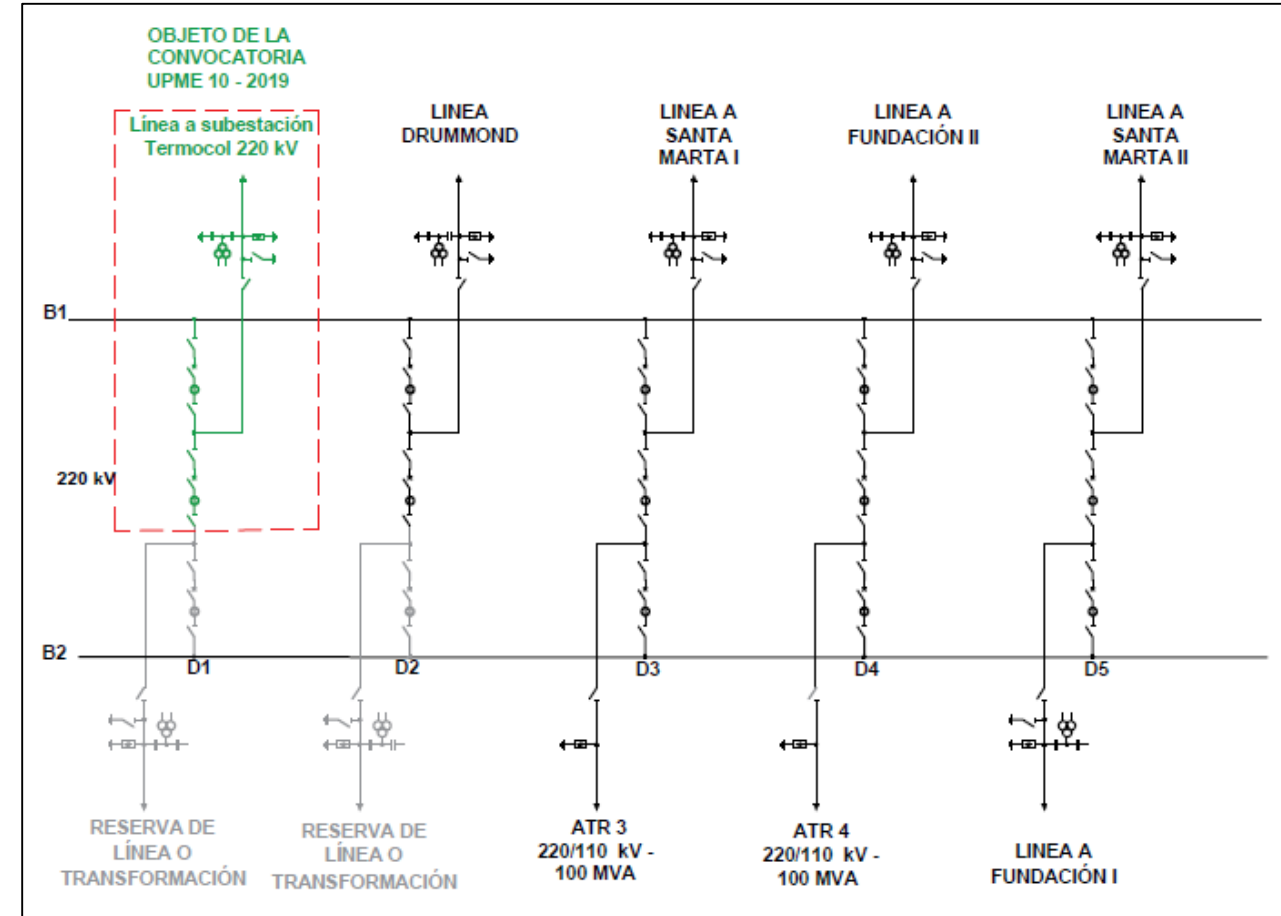 OBJETO DE LA
CONVOCATORIA
UPME 10 - 2019
Línea a subestación
Termocol 220 kV
LINEA
DRUMMOND
LINEA A
SANTA
MARTA I
LINEA A
FUNDACIÓN II
LINEA A
SANTA
MARTA II
B1
220 kV
B2
D1
D2
D3
D4
D5
RESERVA DE
LÍNEA O
TRANSFORMACIÓN
RESERVA DE
LÍNEA O
TRANSFORMACIÓN
ATR 3
220/110 kV -
100 MVA
ATR 4
220/110 kV -
100 MVA
LINEA A
FUNDACIÓN I